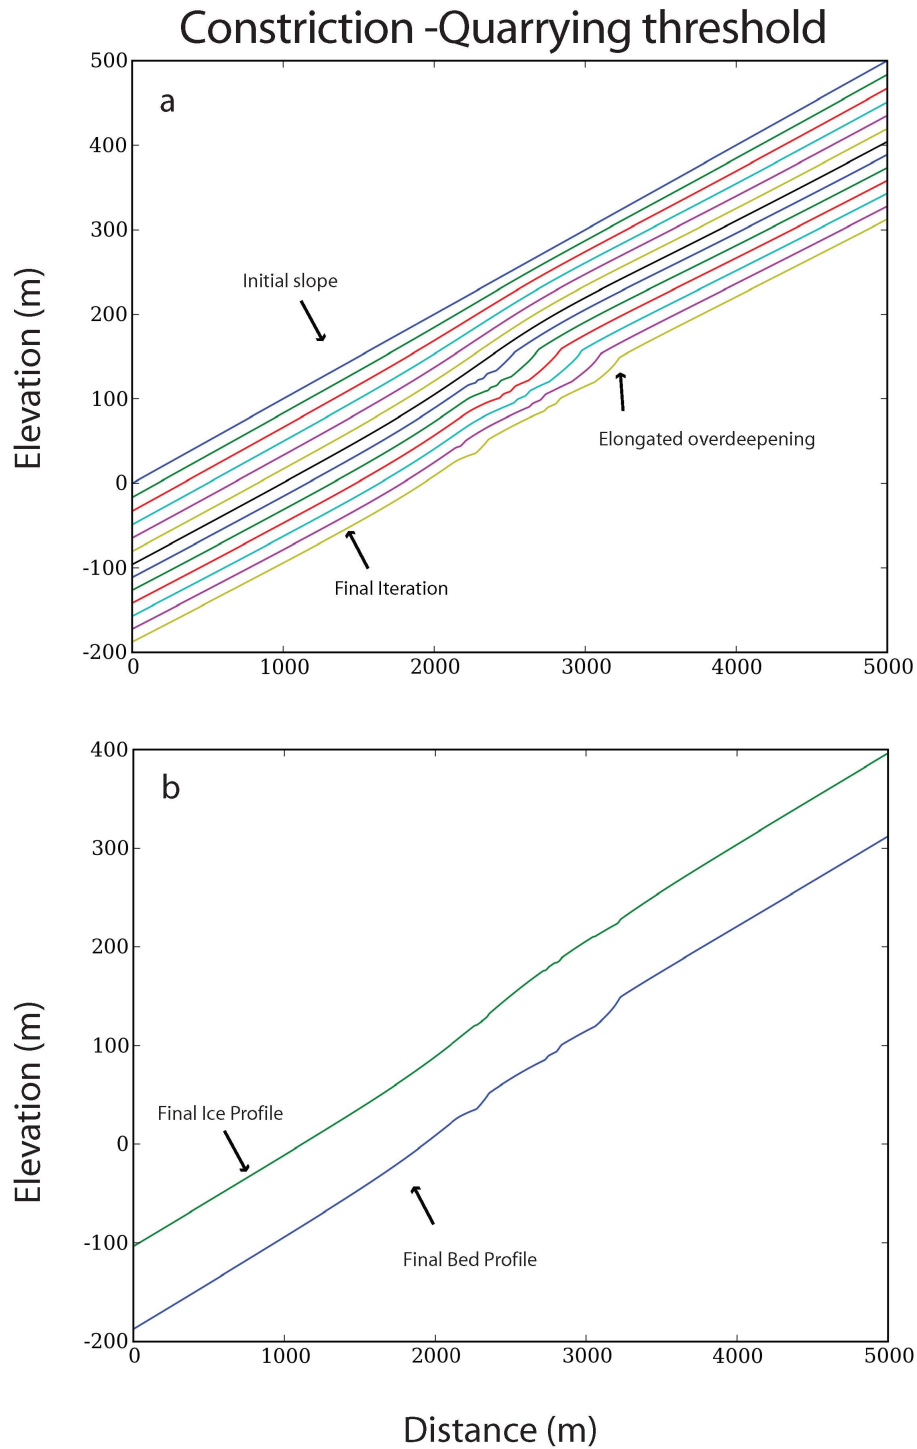 Constriction -Quarrying threshold
500
a
400
300
Initial slope
200
100
Elongated overdeepening
0
-100
Final Iteration
-200
0 1000 2000 3000 4000 5000
Elevation (m)
400
b
300
200
100
Final Ice Profile
0
-100
Final Bed Profile
-200
0 1000 2000 3000 4000 5000
Elevation (m)
Distance (m)